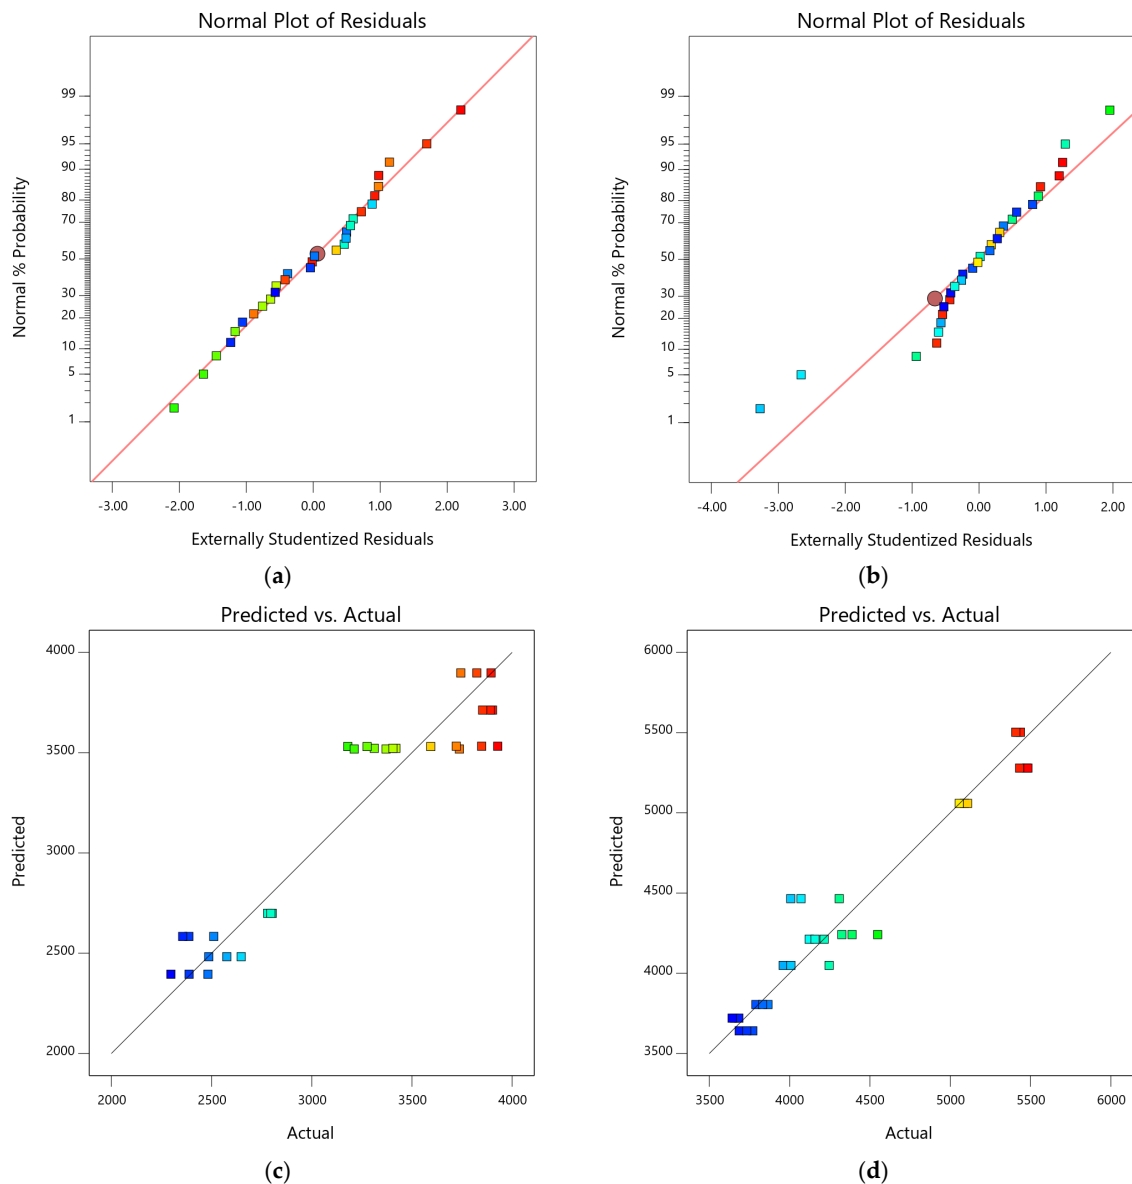 Normal Plot of Residuals
Normal % Probability
99
95
90
80
70
50
30
20
10
5
1
-3.00 -2.00 -1.00 0.00 1.00 2.00 3.00
Externally Studentized Residuals
(a)
Normal Plot of Residuals
Normal % Probability
99
95
90
80
70
50
30
20
10
5
1
-4.00 -3.00 -2.00 -1.00 0.00 1.00 2.00
Externally Studentized Residuals
(b)
Predicted vs. Actual
Predicted
4000
3500
3000
2500
2000
2000 2500 3000 3500 4000
Actual
(c)
Predicted vs. Actual
Predicted
6000
5500
5000
4500
4000
3500
3500 4000 4500 5000 5500 6000
Actual
(d)